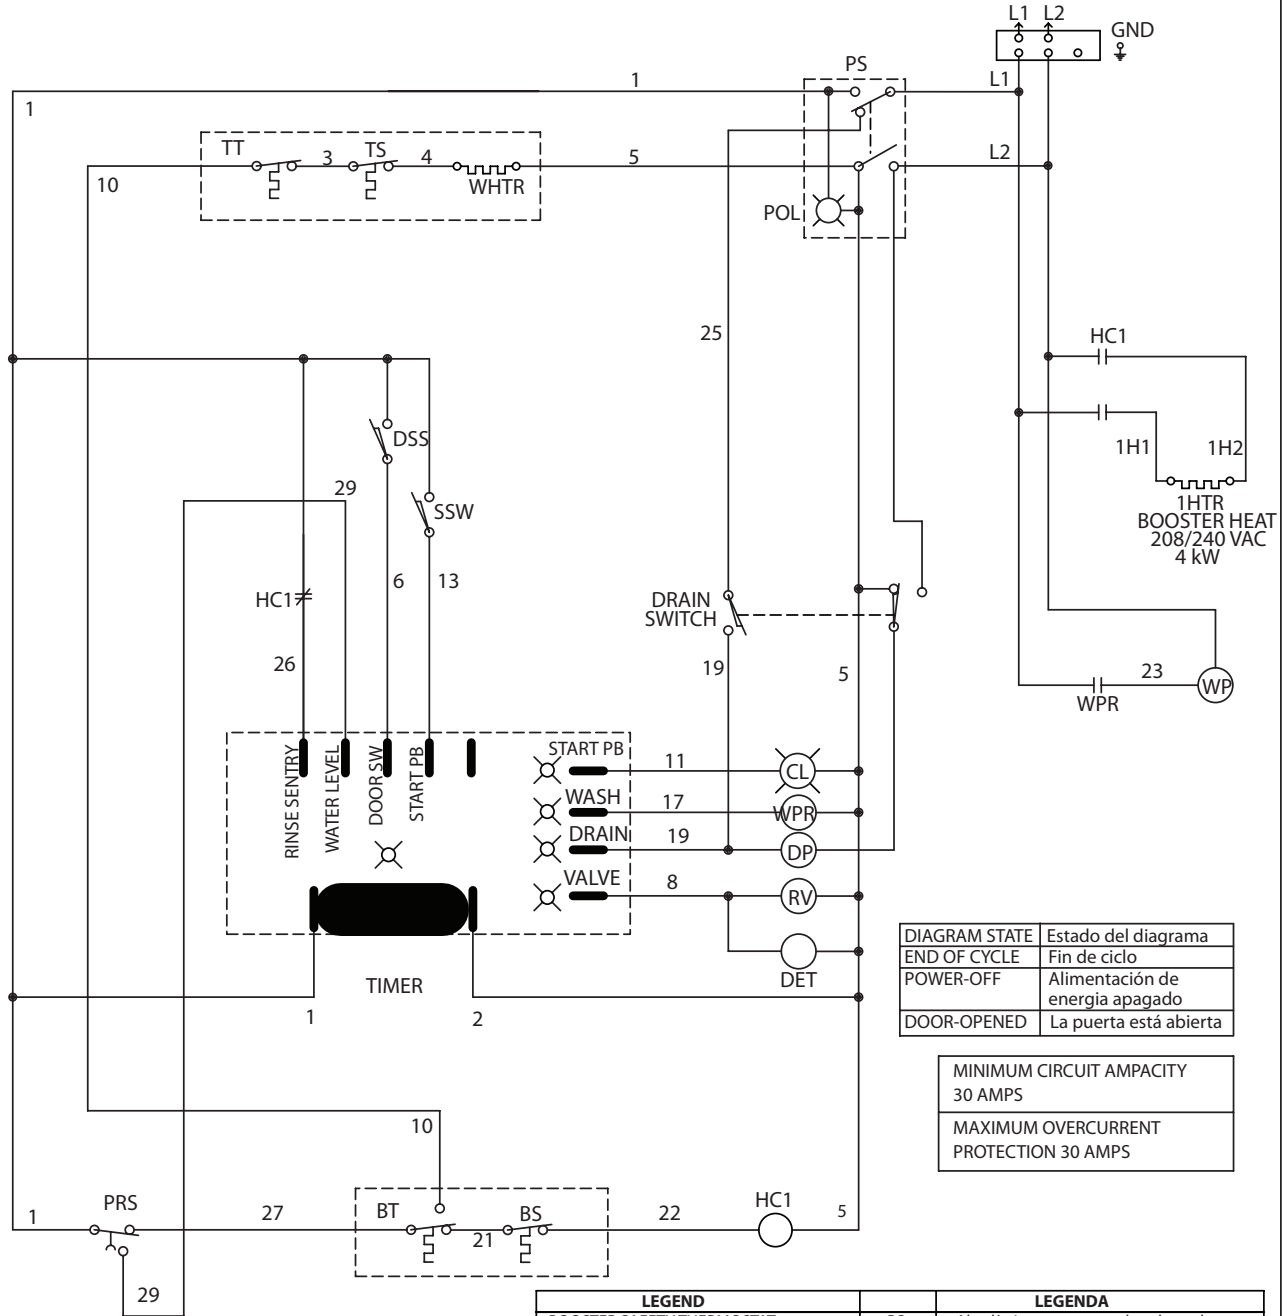 L1 L2
GND
PS
1
L1
1
TT
3
TS
4
5
L2
10
WHTR
POL
25
HC1
DSS
1H1
1H2
29
SSW
1HTR
BOOSTER HEAT
208/240 VAC
4 kW
6
13
HC1
DRAIN
SWITCH
26
19
5
23
WP
WPR
RINSE SENTRY
WATER LEVEL
DOOR SW
START PB
START PB
11
CL
WASH
17
WPR
DRAIN
19
DP
VALVE
8
RV
DET
TIMER
1
2
DIAGRAM STATE Estado del diagrama
END OF CYCLE Fin de ciclo
POWER-OFF Alimentación de
energia apagado
DOOR-OPENED La puerta está abierta
MINIMUM CIRCUIT AMPACITY
30 AMPS
MAXIMUM OVERCURRENT
PROTECTION 30 AMPS
10
PRS
1
27
BT
21
BS
22
HC1
5
29
LEGEND LEGENDA